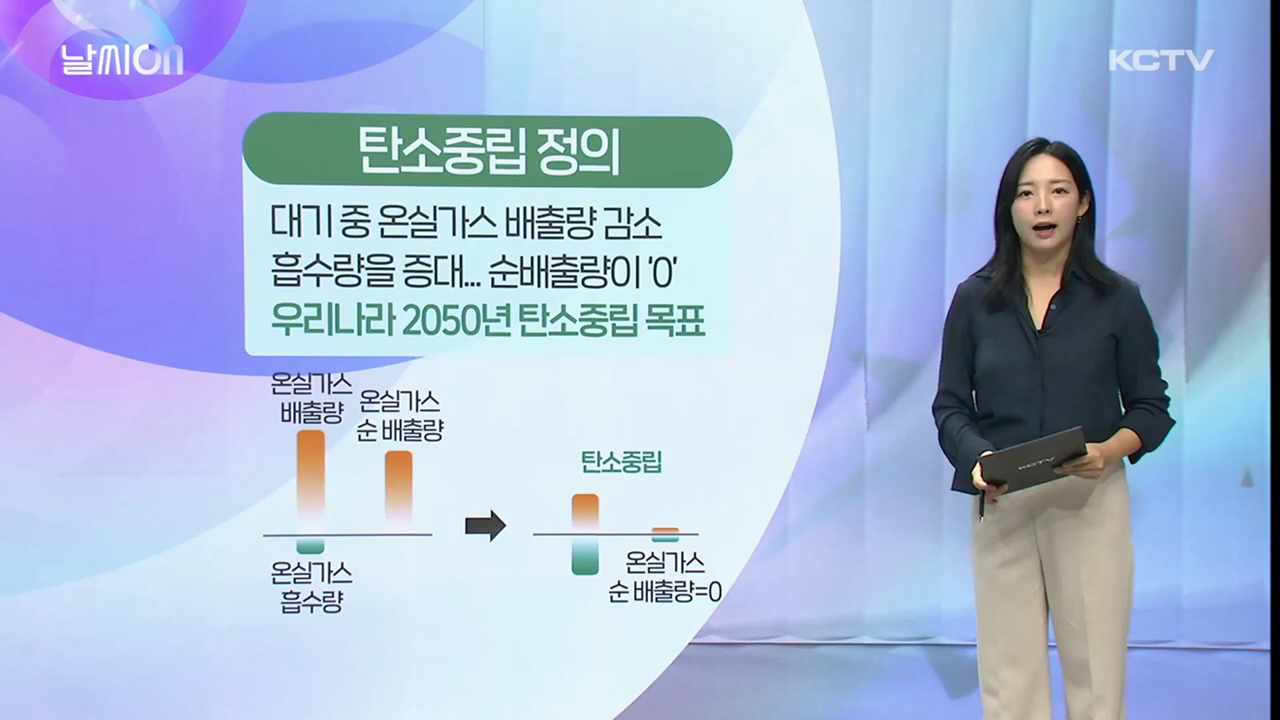 날씨on
KCTV
탄소중립 정의
대기 중 온실가스 배출량 감소
흡수량을 증대... 순배출량이 ‘0’
우리나라 2050년 탄소중립 목표
온실가스
배출량
온실가스
순 배출량
온실가스
흡수량
탄소중립
온실가스
순 배출량=0
KCTV